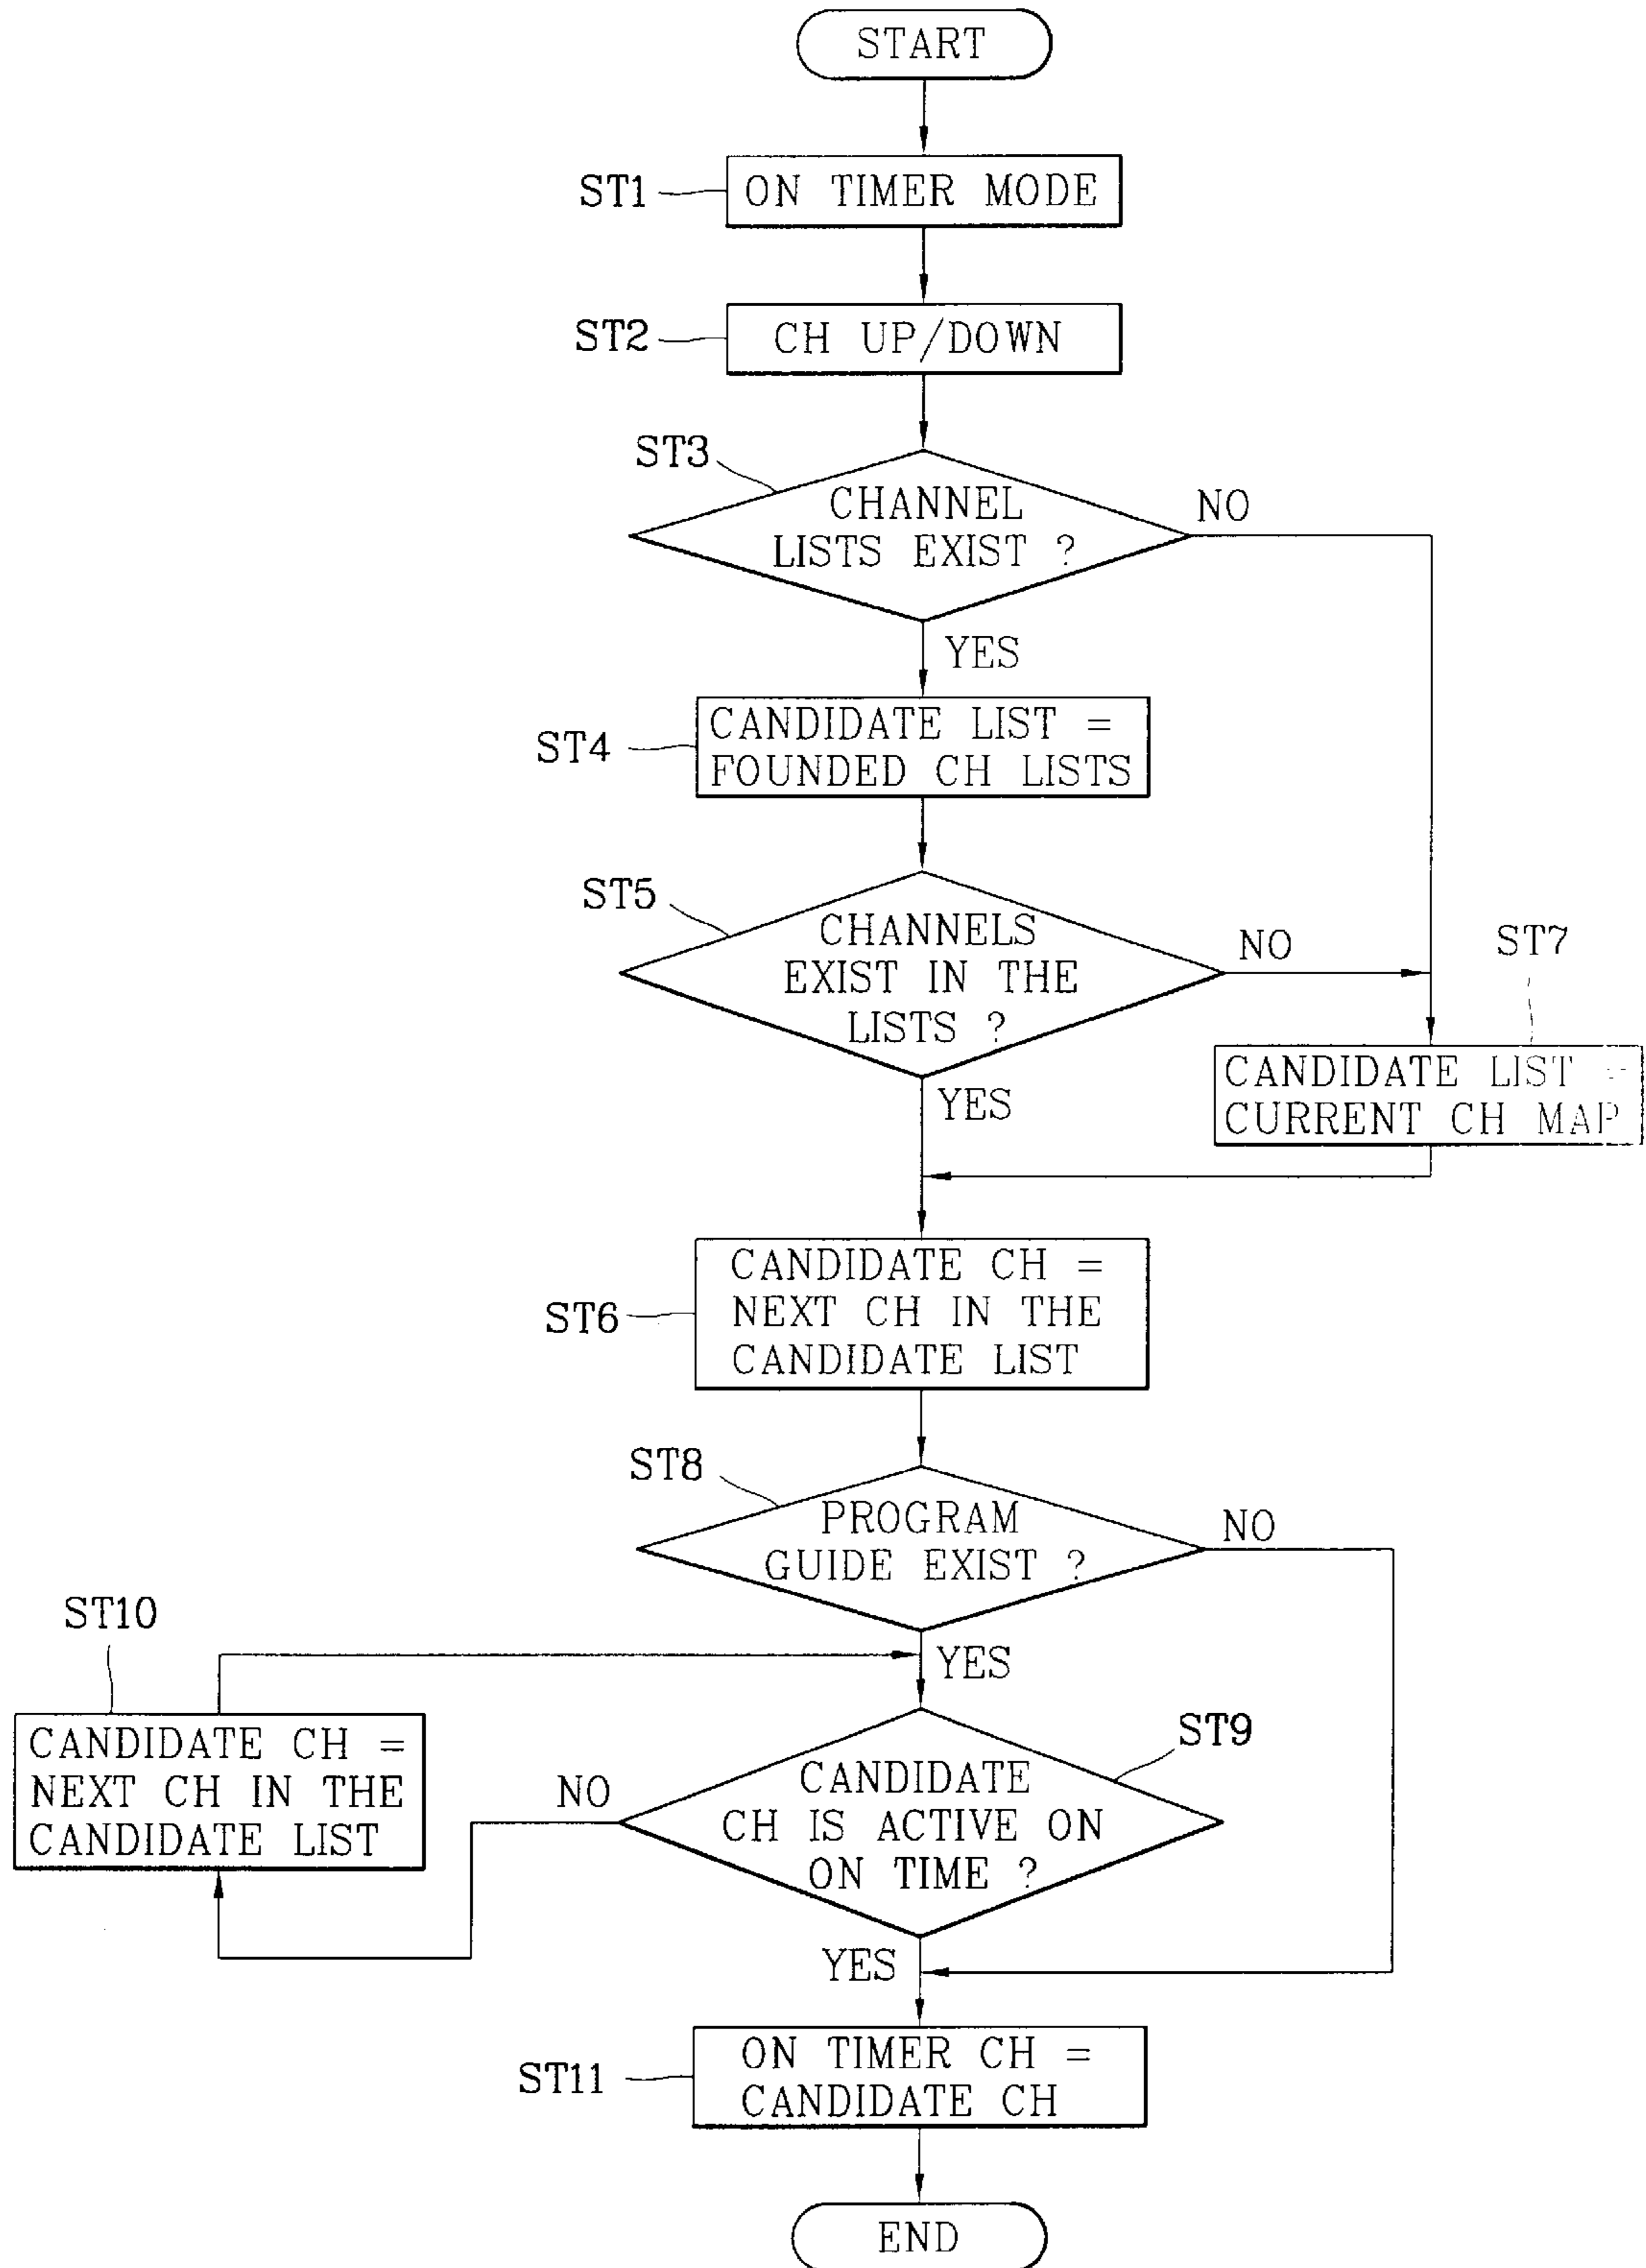 START
ST1
ON TIMER MODE
ST2
CH UP/DOWN
ST3
CHANNEL
LISTS EXIST ?
NO
YES
ST4
CANDIDATE LIST =
FOUNDED CH LISTS
ST5
CHANNELS
EXIST IN THE
LISTS ?
NO
YES
ST7
CANDIDATE LIST =
CURRENT CH MAP
ST6
CANDIDATE CH =
NEXT CH IN THE
CANDIDATE LIST
ST8
PROGRAM
GUIDE EXIST ?
NO
YES
ST10
CANDIDATE CH =
NEXT CH IN THE
CANDIDATE LIST
ST9
CANDIDATE
CH IS ACTIVE ON
ON TIME ?
NO
YES
ST11
ON TIMER CH =
CANDIDATE CH
END